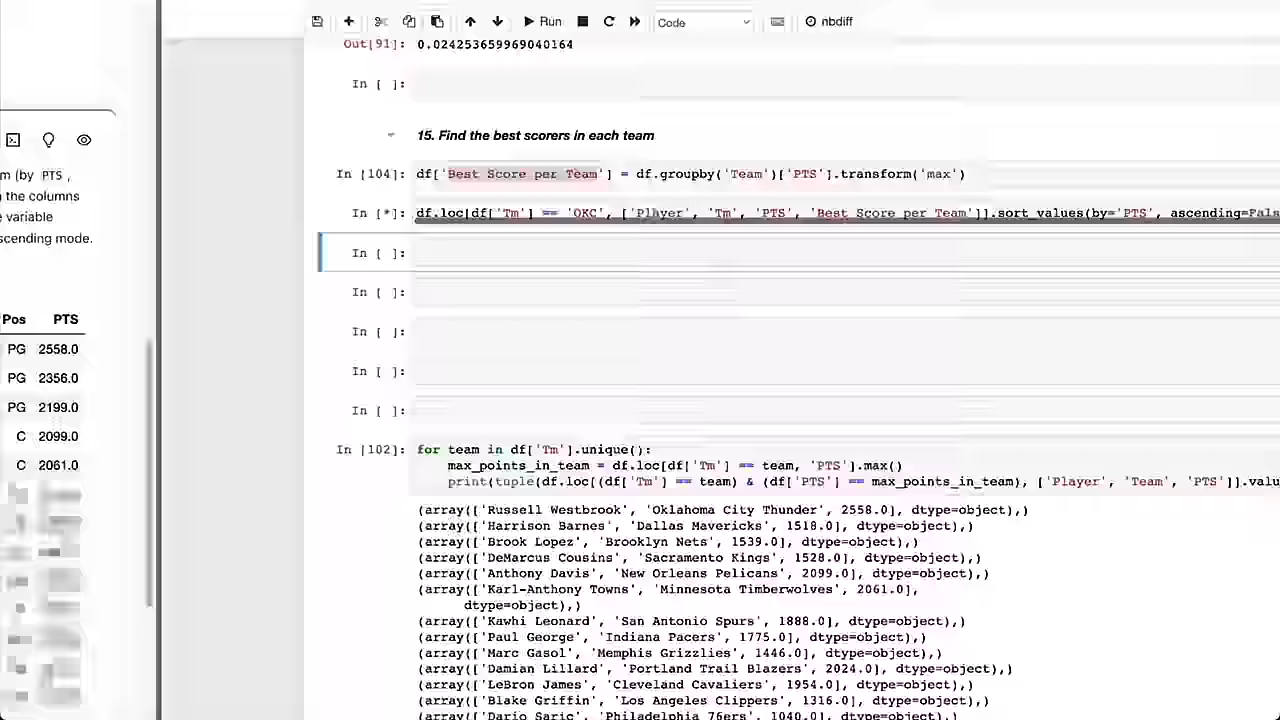 Run
Code
nbdiff
Out[91]: 0.024253659969040164
In [ ]:
15. Find the best scorers in each team
m (by PTS ,
the columns
variable
scending mode.
In [104]: df['Best Score per Team'] = df.groupby('Team')['PTS'].transform('max')
In [*]: df.loc[df['Tm'] == 'OKC', ['Player', 'Tm', 'PTS', 'Best Score per Team']].sort_values(by='PTS', ascending=Fals
In [ ]:
In [ ]:
In [ ]:
In [ ]:
In [ ]:
Pos PTS
PG 2558.0
PG 2356.0
PG 2199.0
C 2099.0
C 2061.0
In [102]: for team in df['Tm'].unique():
max_points_in_team = df.loc[df['Tm'] == team, 'PTS'].max()
print(tuple(df.loc[(df['Tm'] == team) & (df['PTS'] == max_points_in_team), ['Player', 'Team', 'PTS']].valu
(array(['Russell Westbrook', 'Oklahoma City Thunder', 2558.0], dtype=object),)
(array(['Harrison Barnes', 'Dallas Mavericks', 1518.0], dtype=object),)
(array(['Brook Lopez', 'Brooklyn Nets', 1539.0], dtype=object),)
(array(['DeMarcus Cousins', 'Sacramento Kings', 1528.0], dtype=object),)
(array(['Anthony Davis', 'New Orleans Pelicans', 2099.0], dtype=object),)
(array(['Karl-Anthony Towns', 'Minnesota Timberwolves', 2061.0],
dtype=object),)
(array(['Kawhi Leonard', 'San Antonio Spurs', 1888.0], dtype=object),)
(array(['Paul George', 'Indiana Pacers', 1775.0], dtype=object),)
(array(['Marc Gasol', 'Memphis Grizzlies', 1446.0], dtype=object),)
(array(['Damian Lillard', 'Portland Trail Blazers', 2024.0], dtype=object),)
(array(['LeBron James', 'Cleveland Cavaliers', 1954.0], dtype=object),)
(array(['Blake Griffin', 'Los Angeles Clippers', 1316.0], dtype=object),)
(array(['Dario Saric', 'Philadelphia 76ers', 1040.0], dtype=object),)